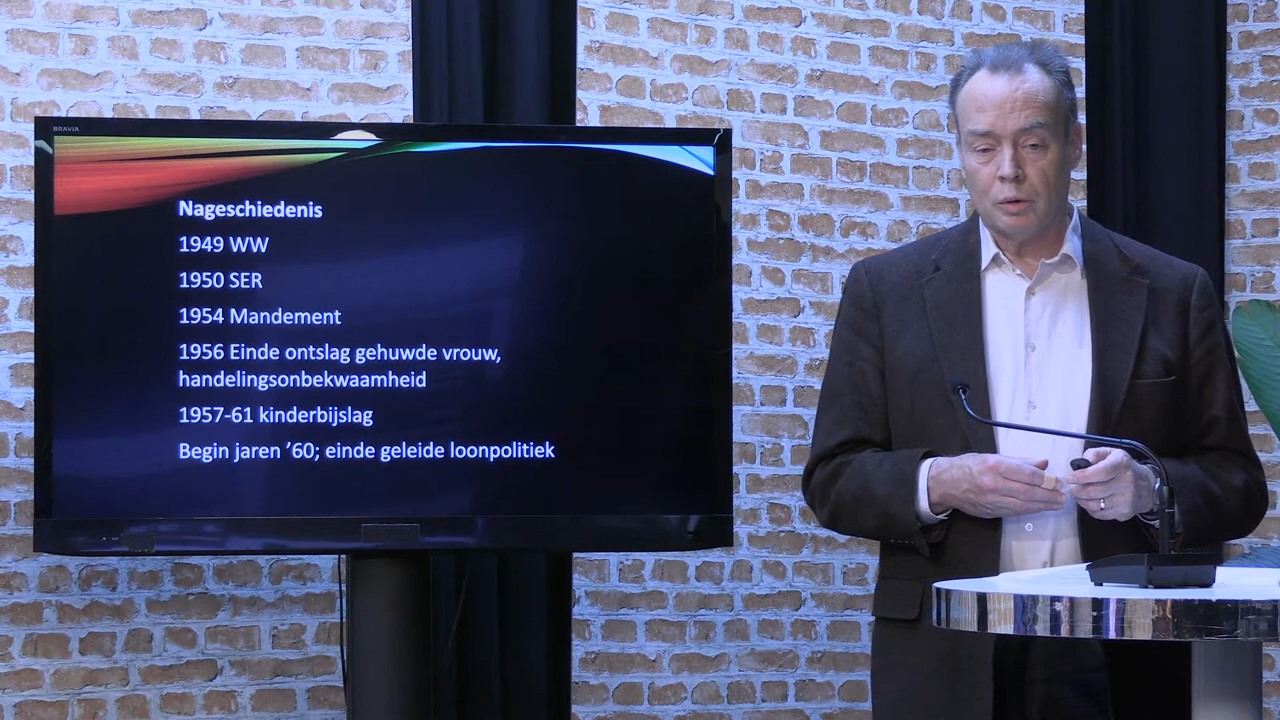 BRAVIA
Nageschiedenis
1949 WW
1950 SER
1954 Mandement
1956 Einde ontslag gehuwde vrouw,
handelingsonbekwaamheid
1957-61 kinderbijslag
Begin jaren ’60; einde geleide loonpolitiek